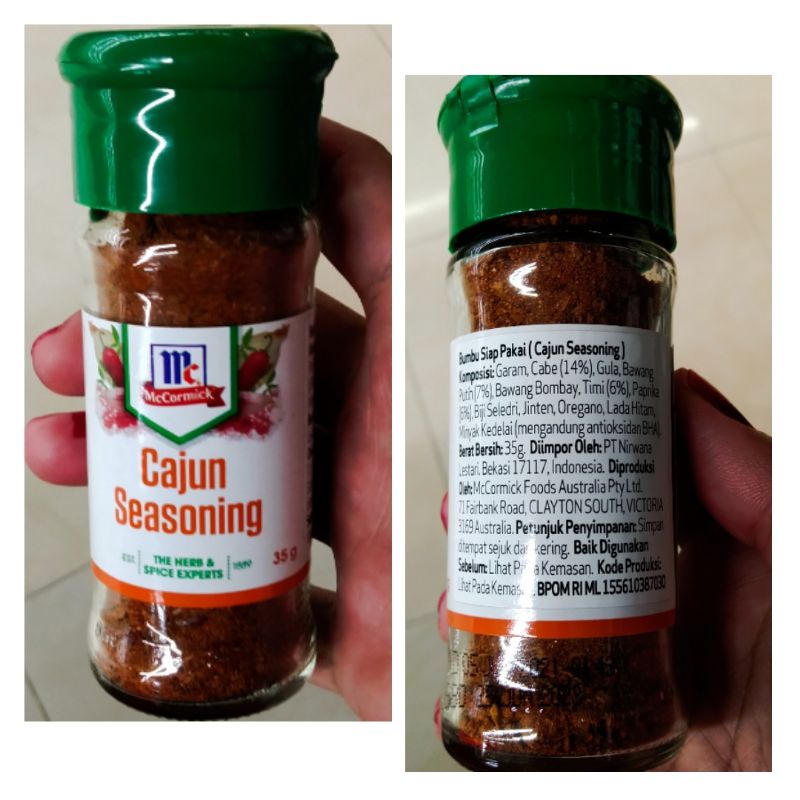 Mc
McCormick
Cajun
Seasoning
EST.
THE HERB &
SPICE EXPERTS
1889
35 g
Bumbu Siap Pakai ( Cajun Seasoning )
Komposisi: Garam, Cabe (14%), Gula, Bawang
Putih (7%), Bawang Bombay, Timi (6%), Paprika
(6%), Biji Seledri, Jinten, Oregano, Lada Hitam,
Minyak Kedelai (mengandung antioksidan BHA).
Berat Bersih: 35g. Diimpor Oleh: PT Nirwana
Lestari. Bekasi 17117, Indonesia. Diproduksi
Oleh: McCormick Foods Australia Pty Ltd.
71 Fairbank Road, CLAYTON SOUTH, VICTORIA
3169 Australia. Petunjuk Penyimpanan: Simpan
ditempat sejuk dan kering. Baik Digunakan
Sebelum: Lihat Pada Kemasan. Kode Produksi:
Lihat Pada Kemasan. BPOM RI ML 155610387030